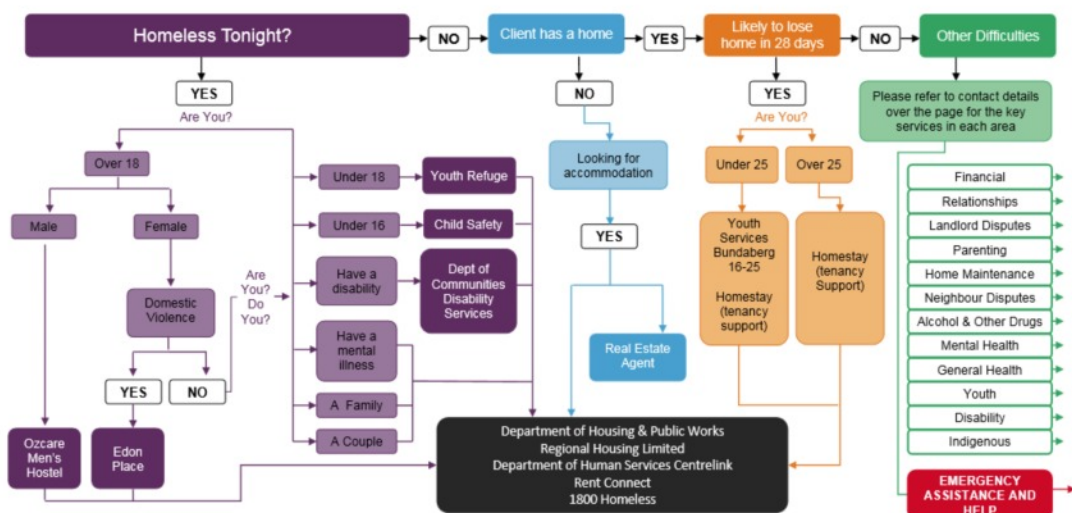 Homeless Tonight?
NO
Client has a home
YES
Likely to lose
home in 28 days
NO
Other Difficulties
YES
Are You?
NO
YES
Are You?
Please refer to contact details
over the page for the key
services in each area
Over 18
Under 18
Youth Refuge
Looking for
accommodation
Under 25
Over 25
Male
Female
Under 16
Child Safety
YES
Youth
Services
Bundaberg
16-25
Homestay
(tenancy
support)
Homestay
(tenancy
Support)
Are
You?
Do
You?
Have a
disability
Dept of
Communities
Disability
Services
Domestic
Violence
Have a
mental
illness
Real Estate
Agent
YES
NO
A Family
A Couple
Ozcare
Men's
Hostel
Edon
Place
Department of Housing & Public Works
Regional Housing Limited
Department of Human Services Centrelink
Rent Connect
1800 Homeless
Financial
Relationships
Landlord Disputes
Parenting
Home Maintenance
Neighbour Disputes
Alcohol & Other Drugs
Mental Health
General Health
Youth
Disability
Indigenous
EMERGENCY
ASSISTANCE AND
HELP